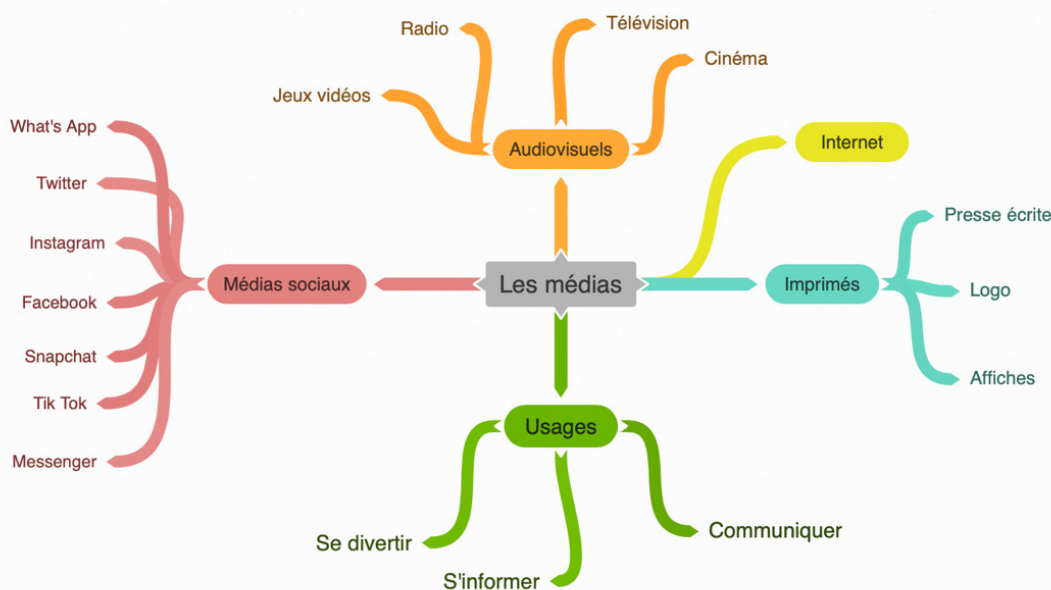 Les médias
Audiovisuels
Jeux vidéos
Radio
Télévision
Cinéma
Internet
Imprimés
Presse écrite
Logo
Affiches
Usages
Communiquer
S'informer
Se divertir
Médias sociaux
What's App
Twitter
Instagram
Facebook
Snapchat
Tik Tok
Messenger